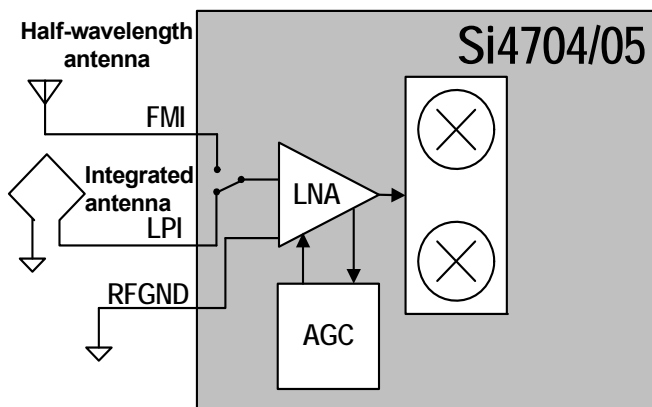 Half-wavelength
antenna
Si4704/05
FMI
Integrated
antenna
LPI
LNA
RFGND
AGC